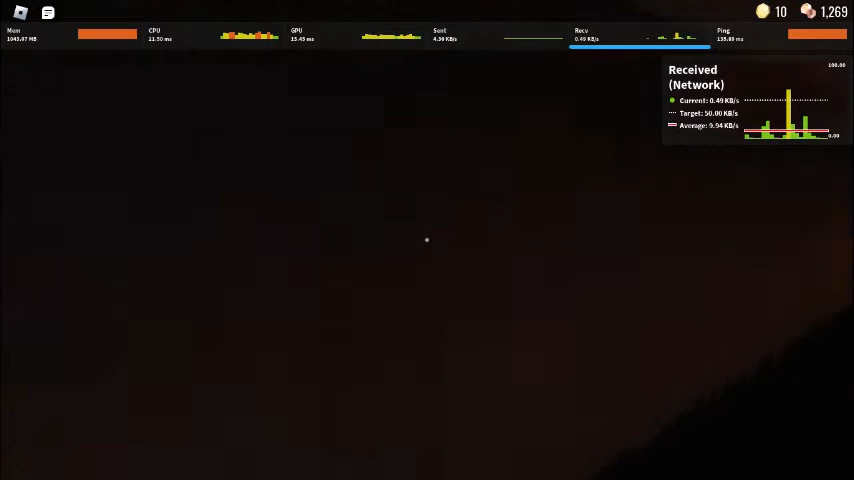 10 1,269
Mem CPU GPU Sent Recv Ping
1043.07 MB 21.50 ms 15.45 ms 4.36 KB/s 0.49 KB/s 135.89 ms
Received
(Network)
100.00
Current: 0.49 KB/s
Target: 50.00 KB/s
Average: 9.94 KB/s
0.00